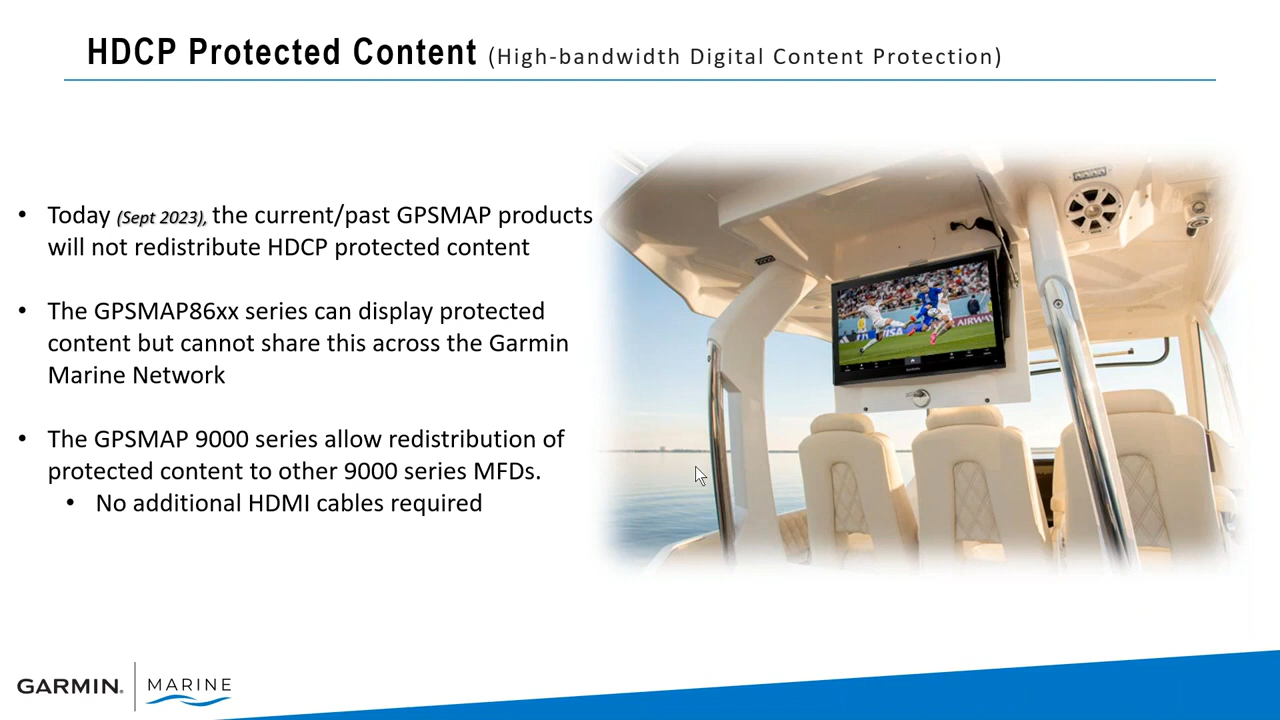 HDCP Protected Content (High-bandwidth Digital Content Protection)
• Today (Sept 2023), the current/past GPSMAP products
will not redistribute HDCP protected content
• The GPSMAP86xx series can display protected
content but cannot share this across the Garmin
Marine Network
• The GPSMAP 9000 series allow redistribution of
protected content to other 9000 series MFDs.
• No additional HDMI cables required
VISA
AIRWAY
GARMIN.
MARINE